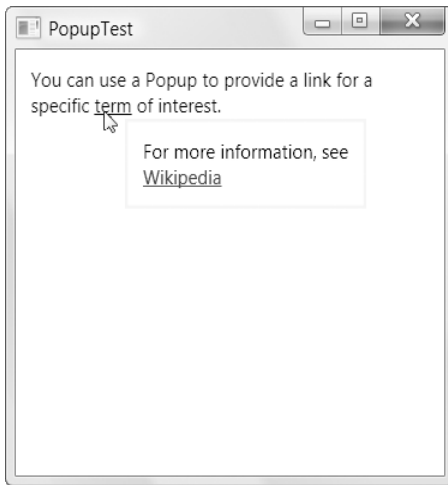 PopupTest
You can use a Popup to provide a link for a
specific term of interest.
For more information, see
Wikipedia